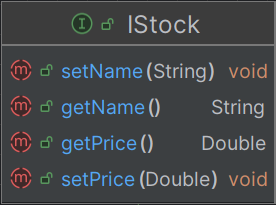 IStock
setName(String) void
getName() String
getPrice() Double
setPrice(Double) void